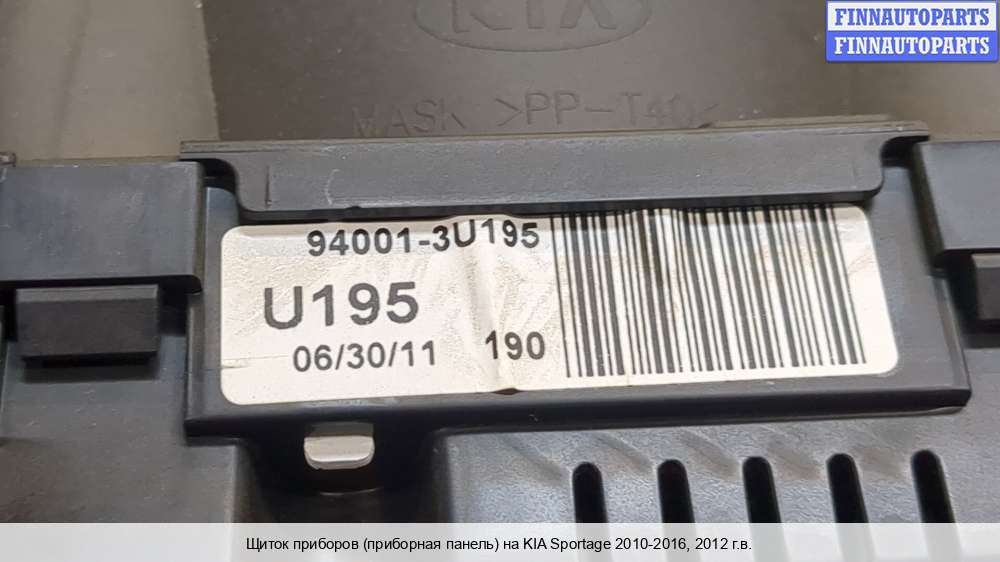 FINNAUTOPARTS
FINNAUTOPARTS
KIA
MASK >PP-T40<
94001-3U195
U195
06/30/11 190
Щиток приборов (приборная панель) на KIA Sportage 2010-2016, 2012 г.в.